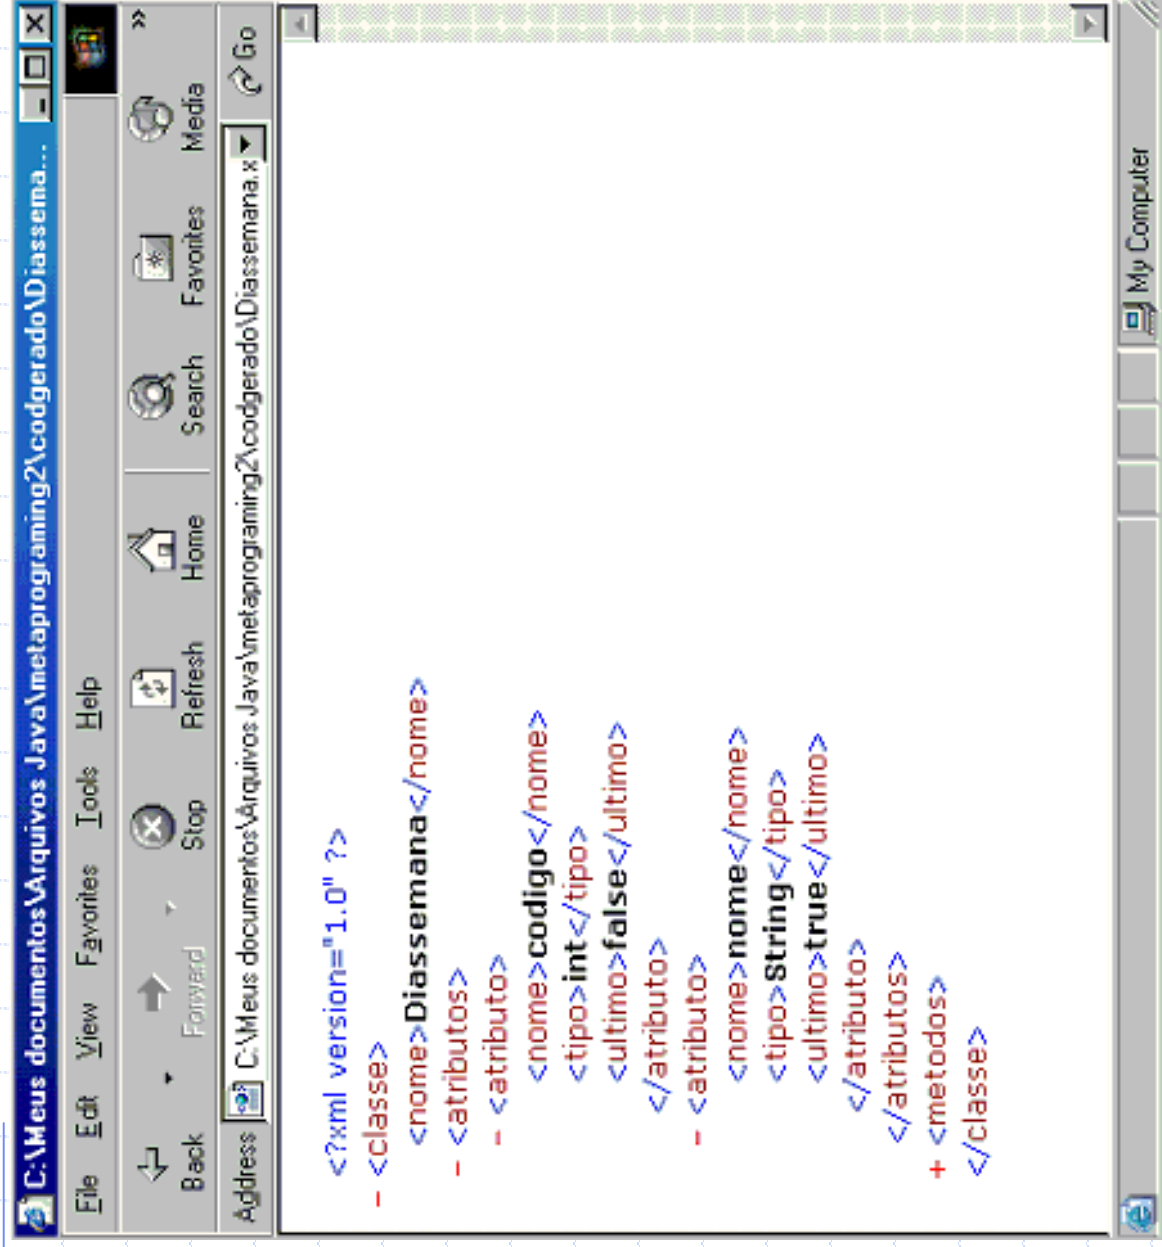 C:\Meus documentos\Arquivos Java\metaprograming2\codgerado\Diassema...
File Edit View Favorites Tools Help
Back Forward Stop Refresh Home Search Favorites Media »
Address C:\Meus documentos\Arquivos Java\metaprograming2\codgerado\Diassemana.x Go
<?xml version="1.0" ?>
- <classe>
<nome>Diassemana</nome>
- <atributos>
- <atributo>
<nome>codigo</nome>
<tipo>int</tipo>
<ultimo>false</ultimo>
</atributo>
- <atributo>
<nome>nome</nome>
<tipo>String</tipo>
<ultimo>true</ultimo>
</atributo>
</atributos>
+ <metodos>
</classe>
My Computer